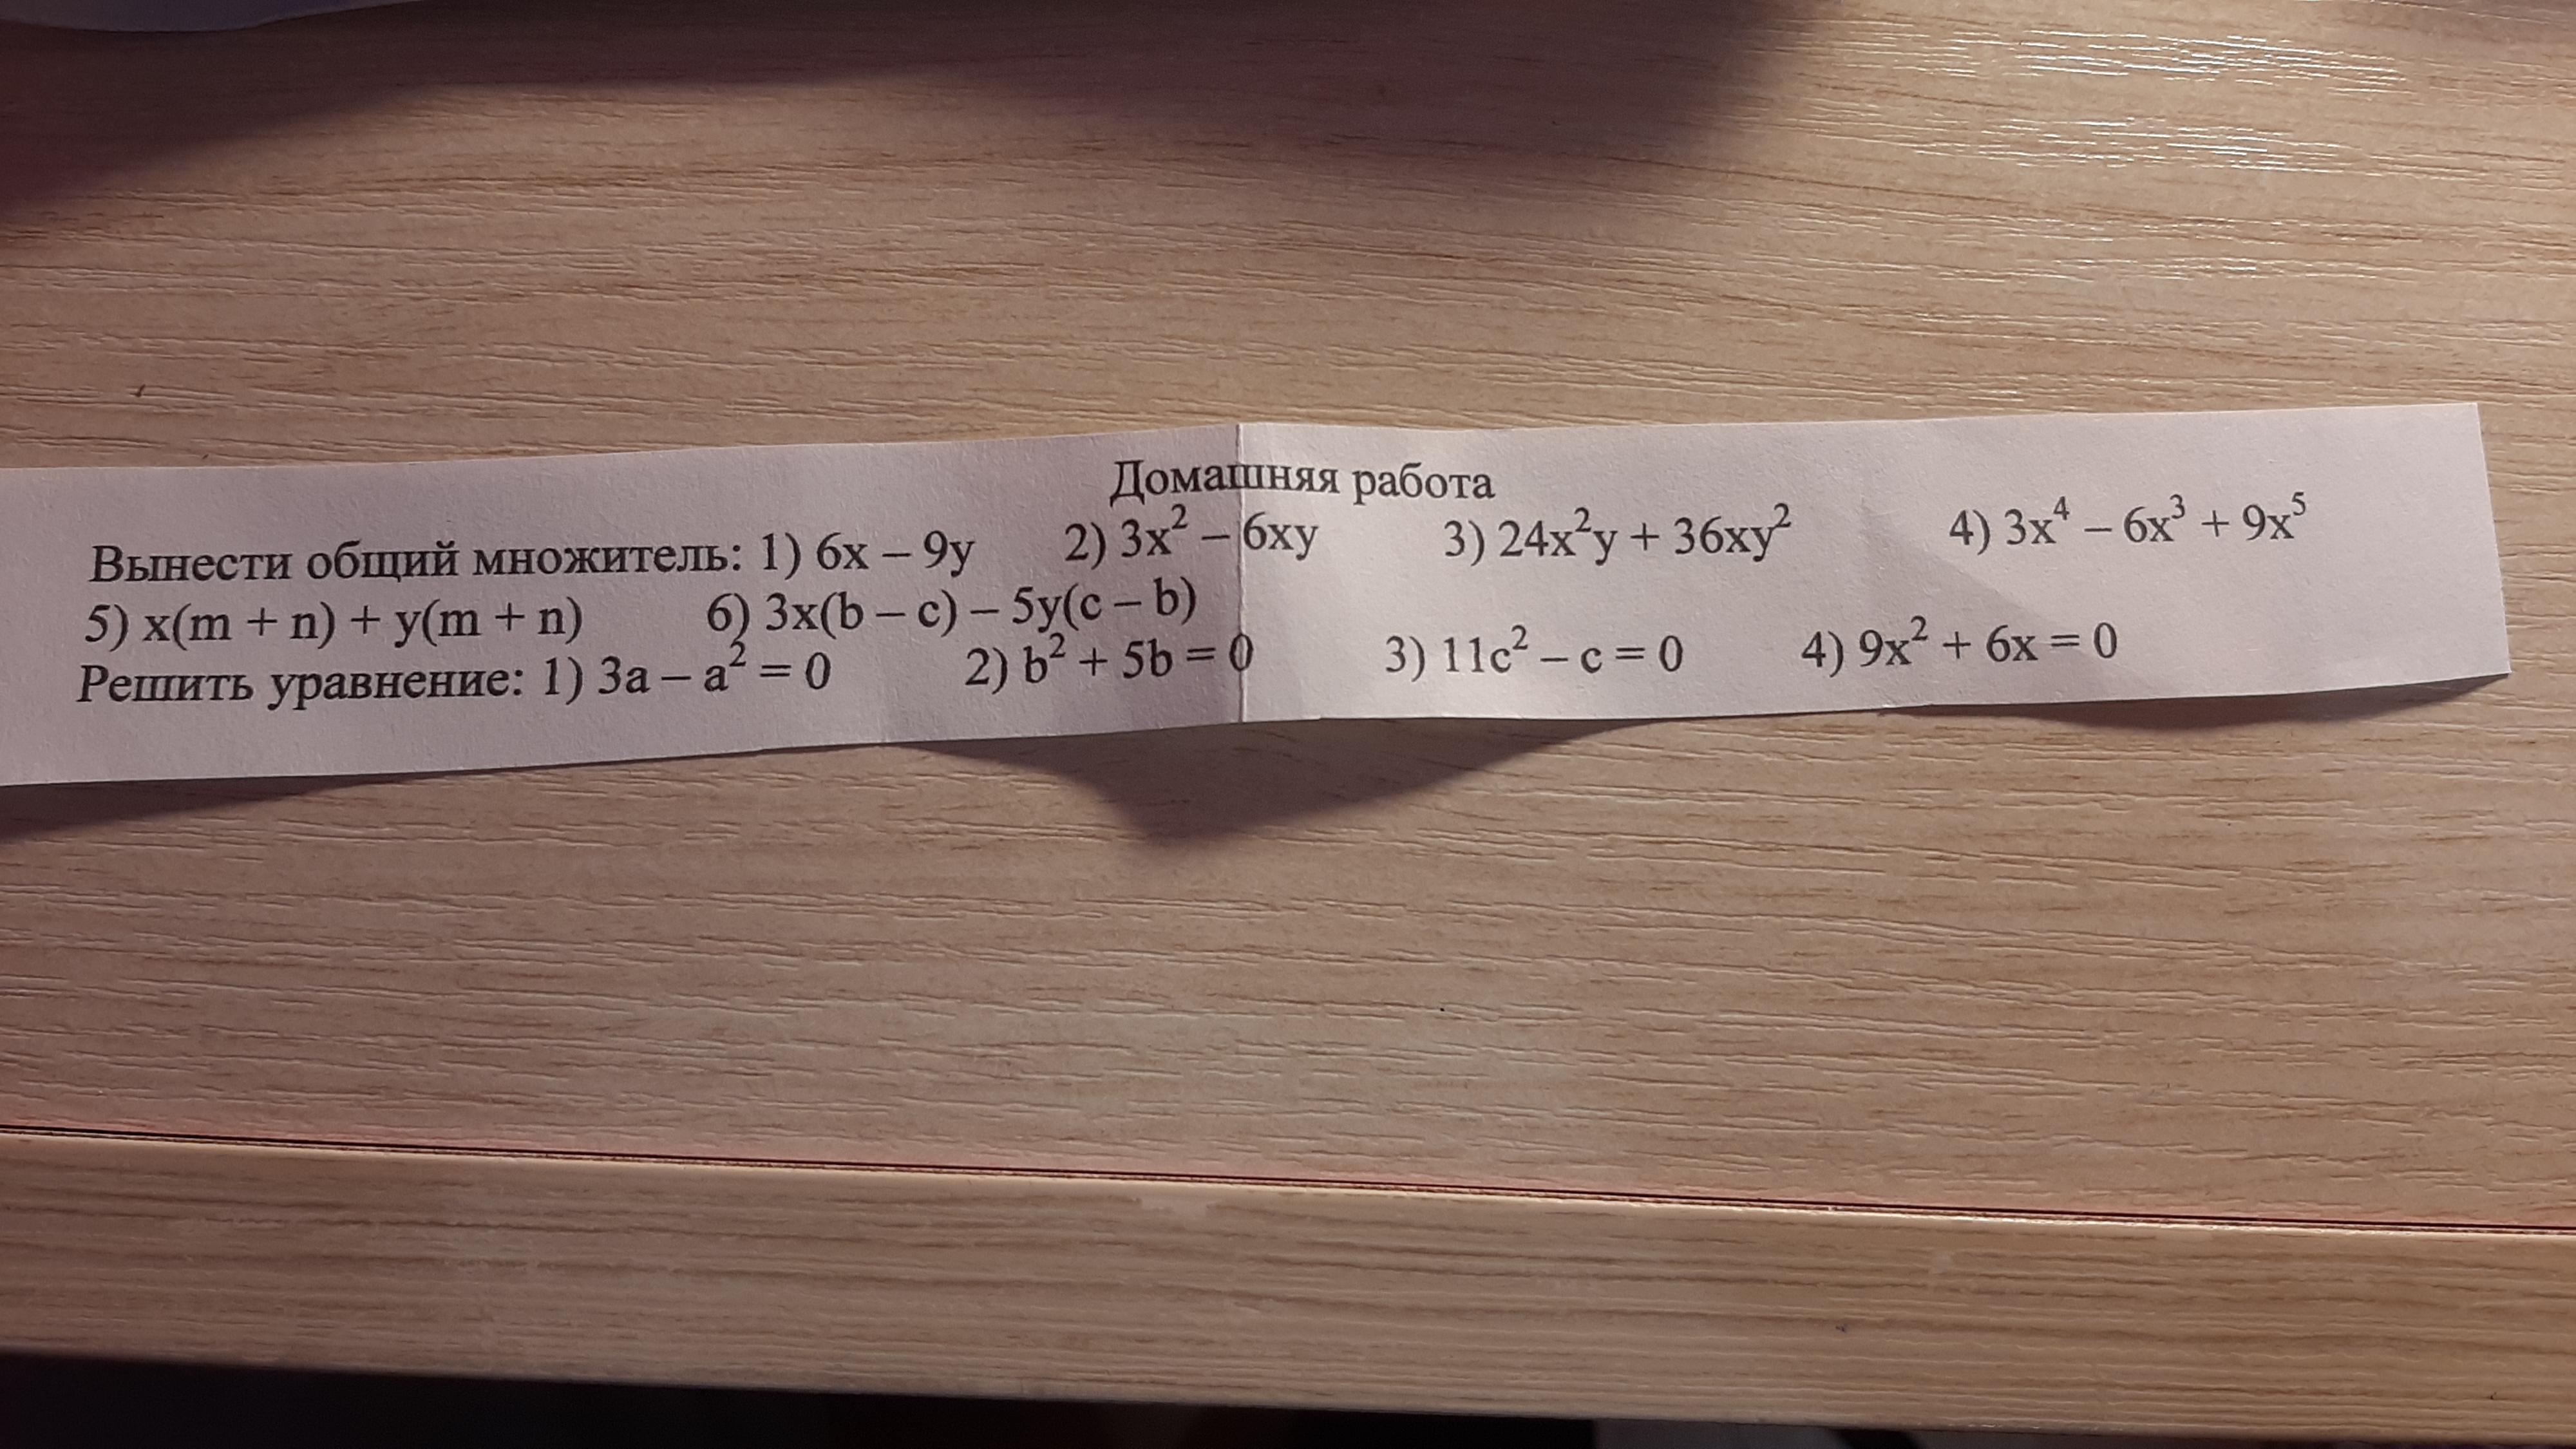 Домашняя работа
Вынести общий множитель: 1) 6x – 9y 2) 3x² – 6xy 3) 24x²y + 36xy² 4) 3x⁴ – 6x³ + 9x⁵
5) x(m + n) + y(m + n) 6) 3x(b – c) – 5y(c – b)
Решить уравнение: 1) 3a – a² = 0 2) b² + 5b = 0 3) 11c² – c = 0 4) 9x² + 6x = 0